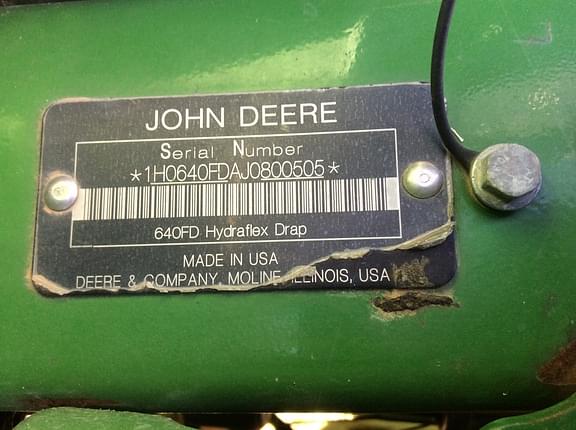 JOHN DEERE
Serial Number
*1H0640FDAJ0800505*
640FD Hydraflex Drap
MADE IN USA
DEERE & COMPANY, MOLINE ILLINOIS, USA